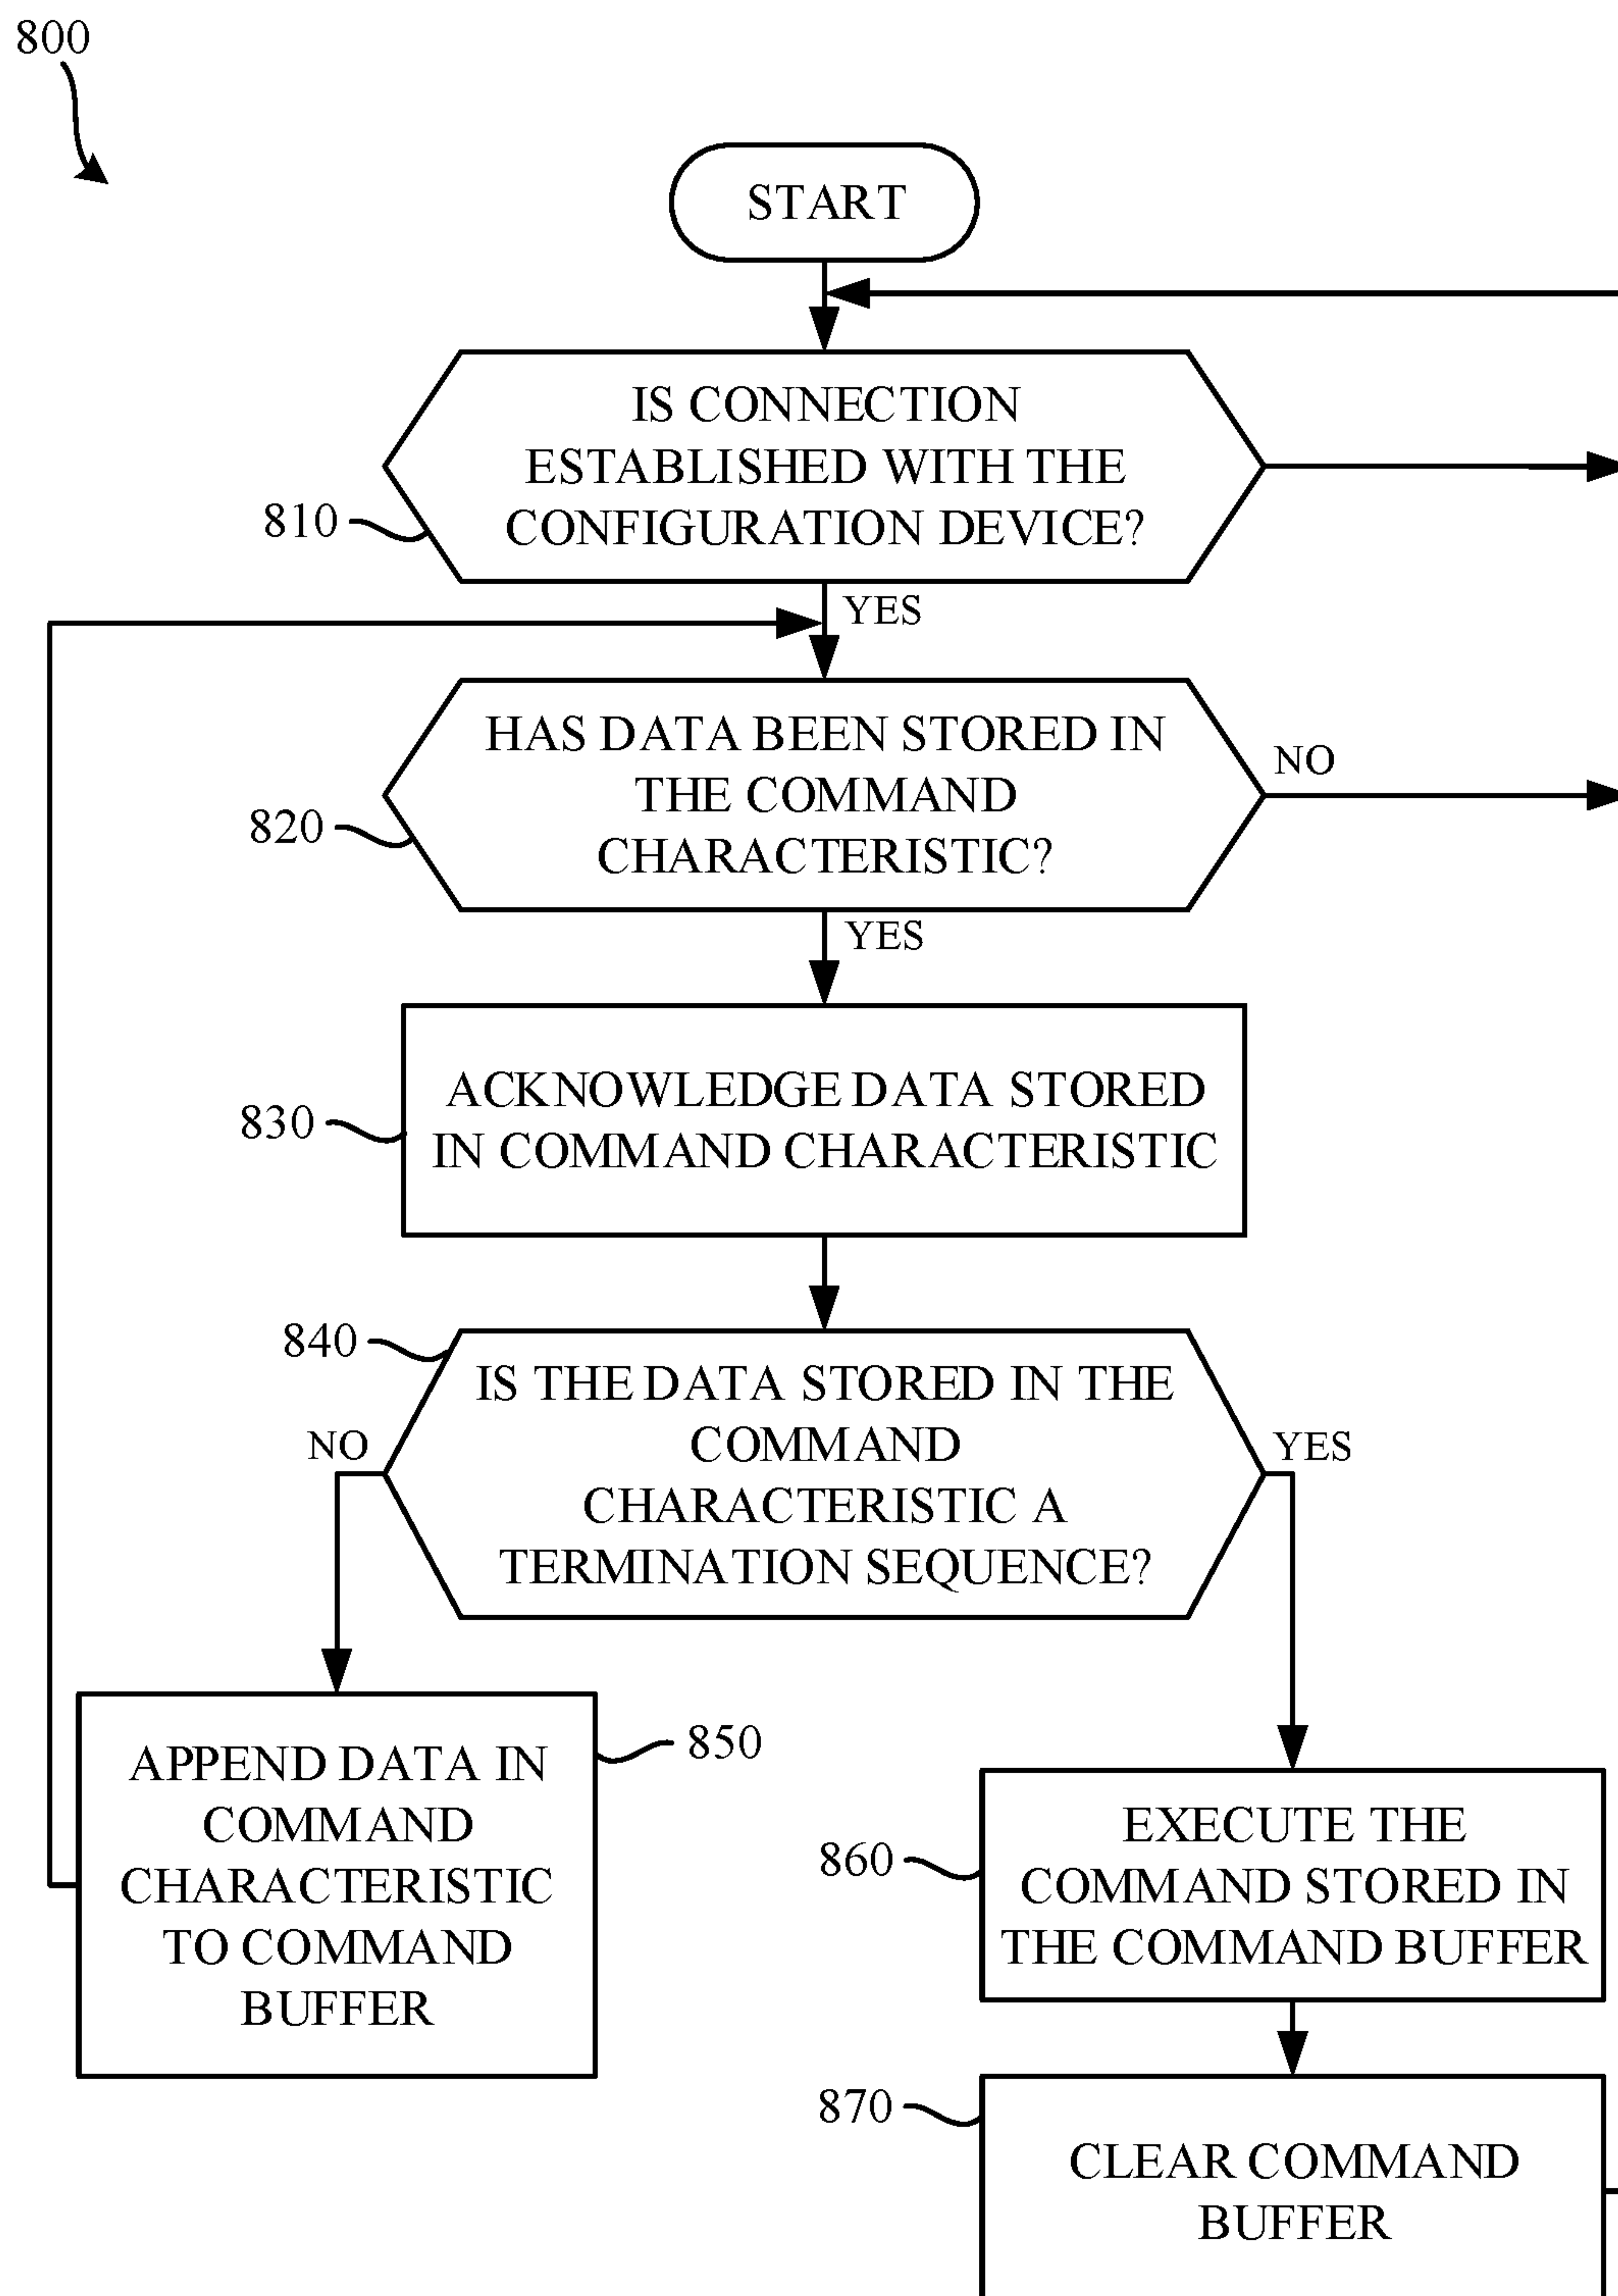 800
START
IS CONNECTION
ESTABLISHED WITH THE
CONFIGURATION DEVICE?
810
YES
HAS DATA BEEN STORED IN
THE COMMAND
CHARACTERISTIC?
NO
820
YES
ACKNOWLEDGE DATA STORED
IN COMMAND CHARACTERISTIC
830
840
IS THE DATA STORED IN THE
COMMAND
CHARACTERISTIC A
TERMINATION SEQUENCE?
NO
YES
APPEND DATA IN
COMMAND
CHARACTERISTIC
TO COMMAND
BUFFER
850
EXECUTE THE
COMMAND STORED IN
THE COMMAND BUFFER
860
870
CLEAR COMMAND
BUFFER